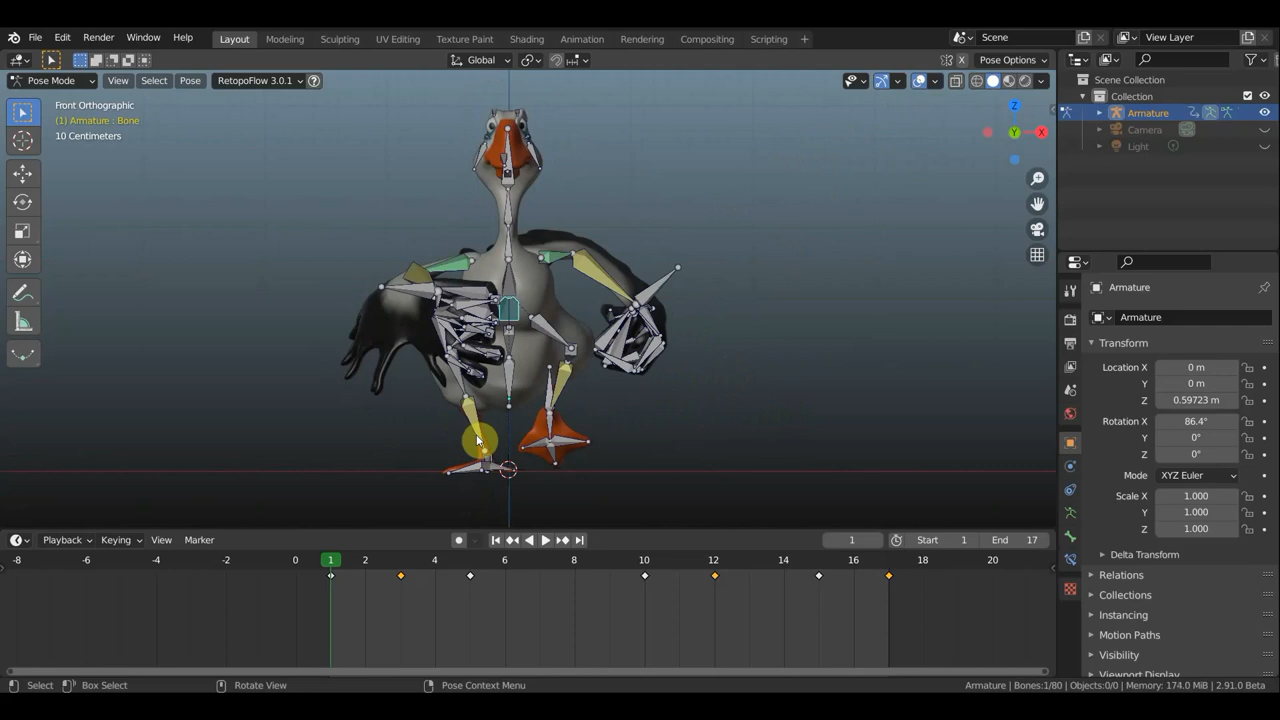 File Edit Render Window Help Layout Modeling Sculpting UV Editing Texture Paint Shading Animation Rendering Compositing Scripting + Scene View Layer
Global X Pose Options
Pose Mode View Select Pose RetopoFlow 3.0.1 ?
Front Orthographic
(1) Armature : Bone
10 Centimeters
Z
Y
X
Scene Collection
Collection
Armature
Camera
Light
Armature
Armature
Transform
Location X 0 m
Y 0 m
Z 0.59723 m
Rotation X 86.4°
Y 0°
Z 0°
Mode XYZ Euler
Scale X 1.000
Y 1.000
Z 1.000
Delta Transform
Relations
Collections
Instancing
Motion Paths
Visibility
Viewport Display
Playback Keying View Marker 1 Start 1 End 17
-8 -6 -4 -2 0 1 2 4 6 8 10 12 14 16 18 20
Select Box Select Rotate View Pose Context Menu Armature | Bones:1/80 | Objects:0/0 | Memory: 174.0 MiB | 2.91.0 Beta